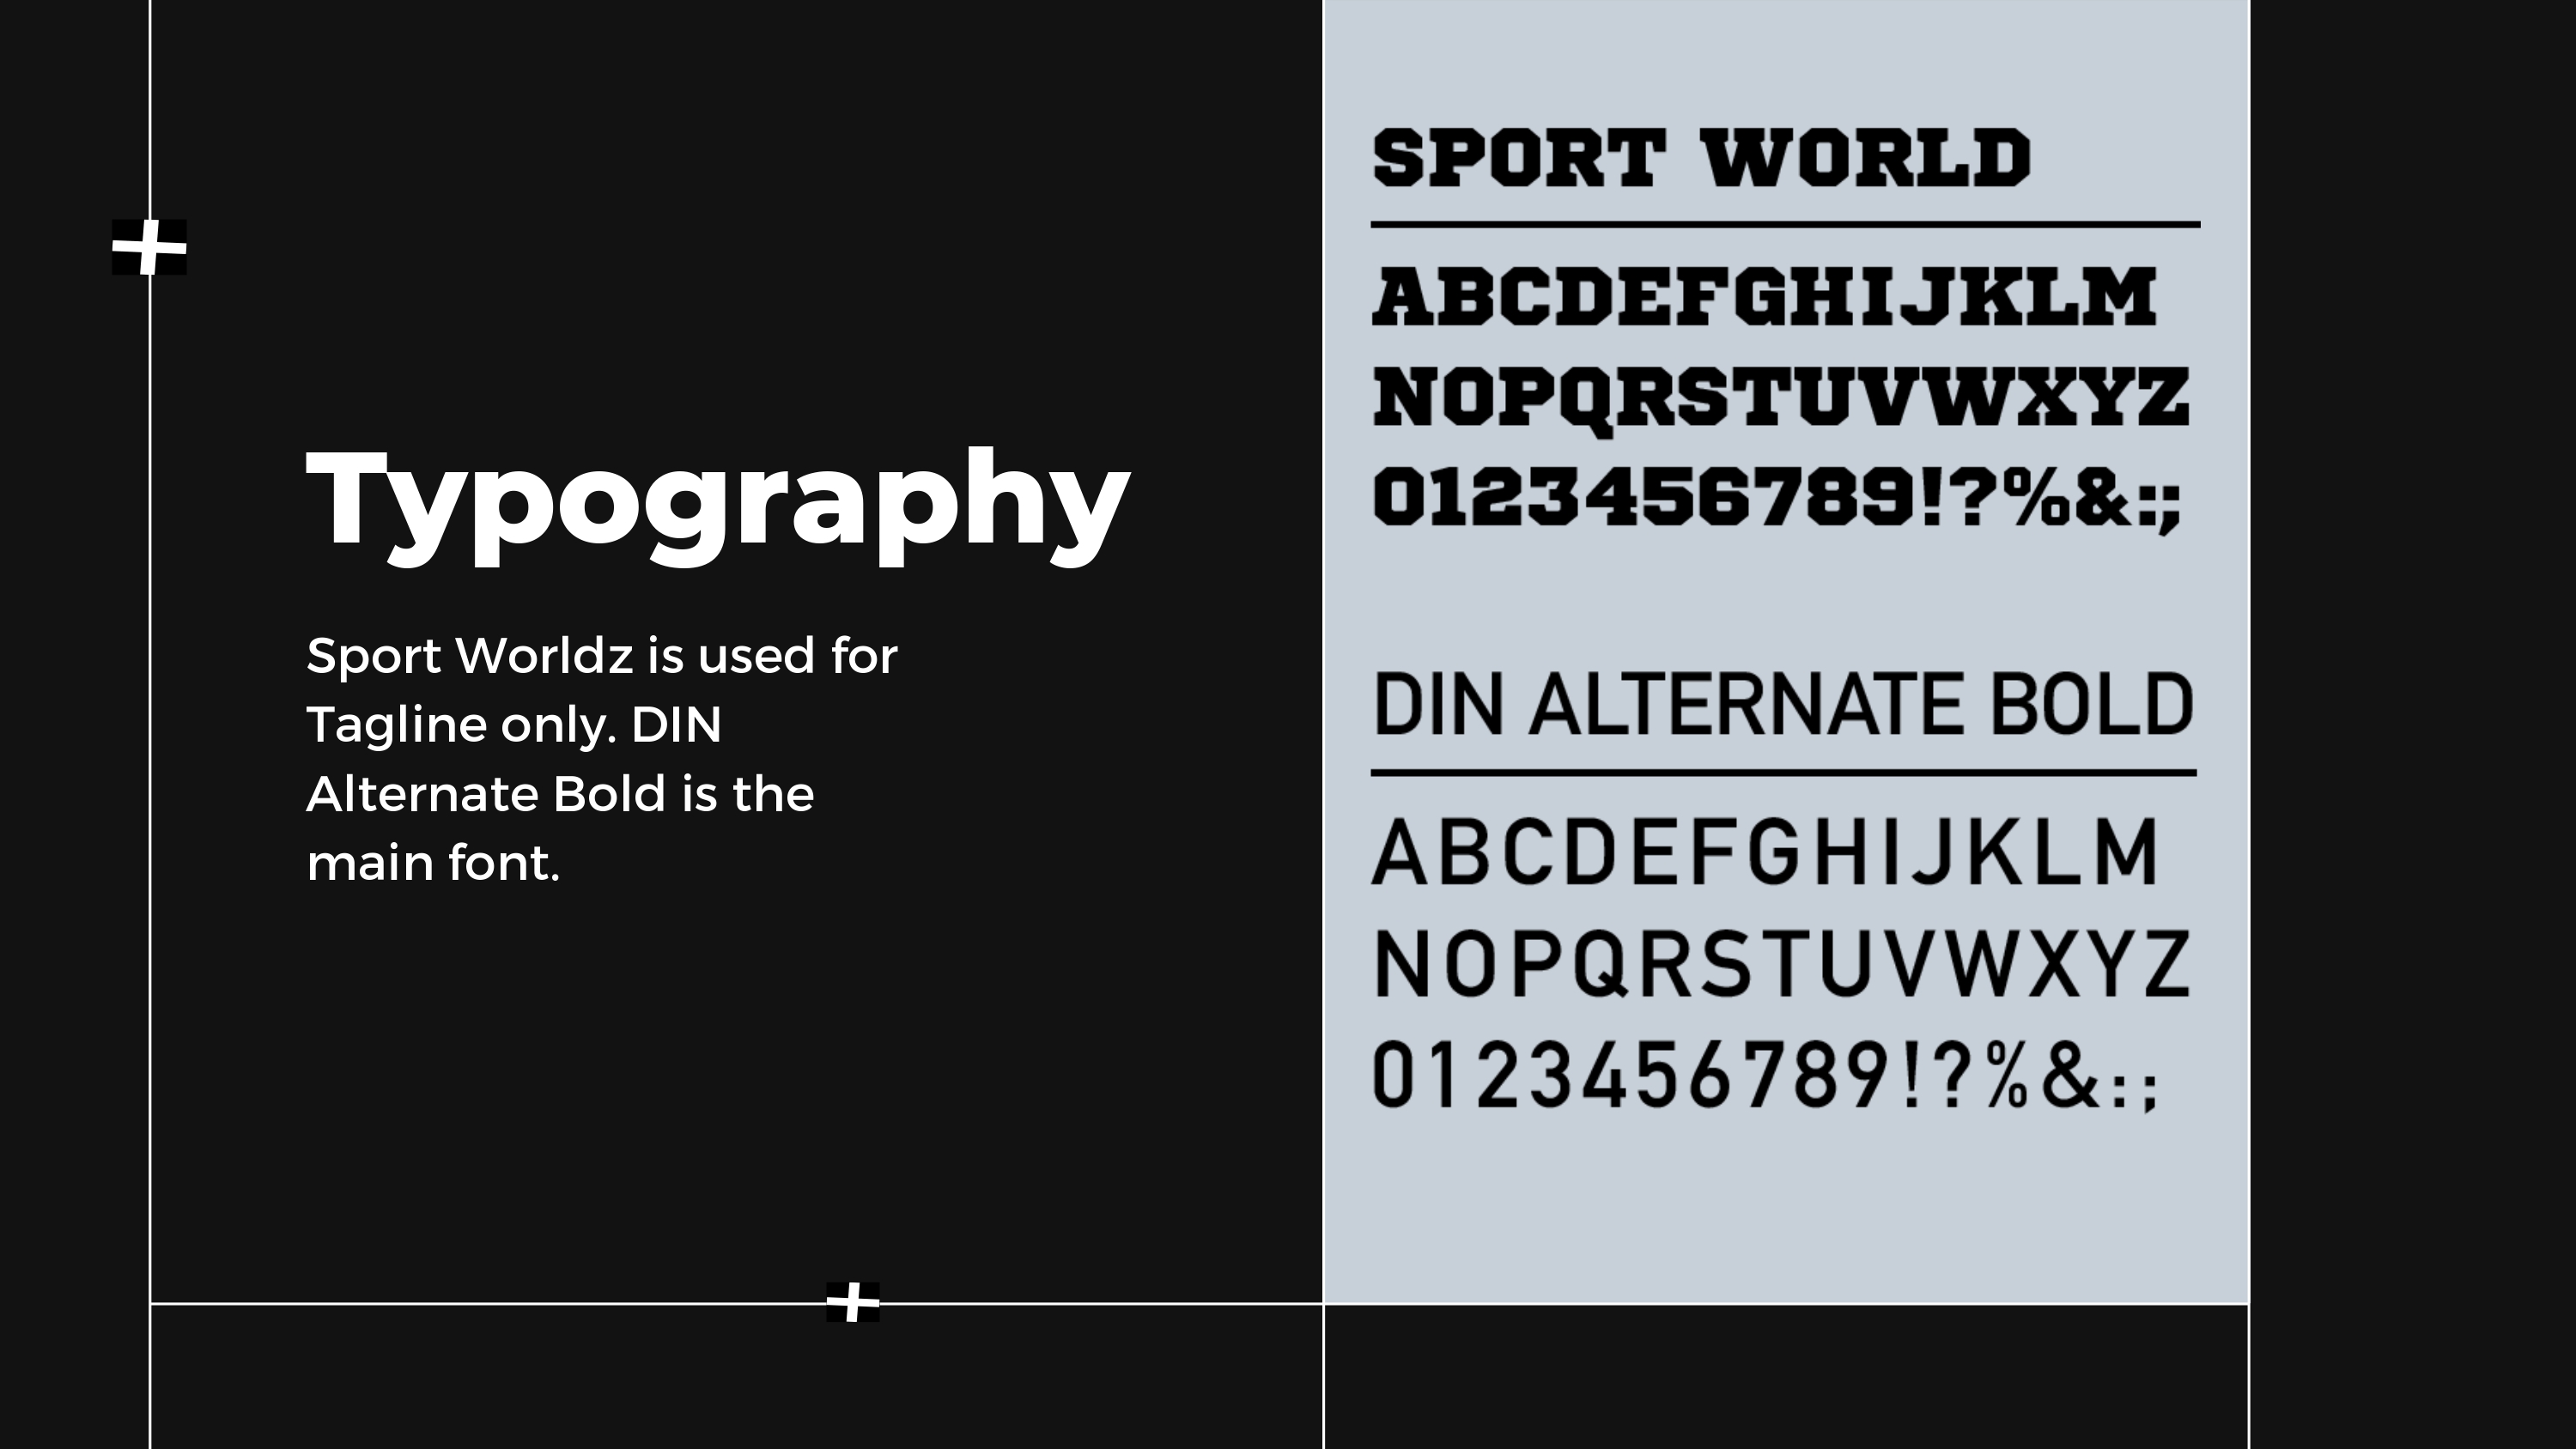 Typography
Sport Worldz is used for
Tagline only. DIN
Alternate Bold is the
main font.
SPORT WORLD
ABCDEFGHIJKLM
NOPQRSTUVWXYZ
0123456789!?%&:;
DIN ALTERNATE BOLD
ABCDEFGHIJKLM
NOPQRSTUVWXYZ
0123456789!?%&:;